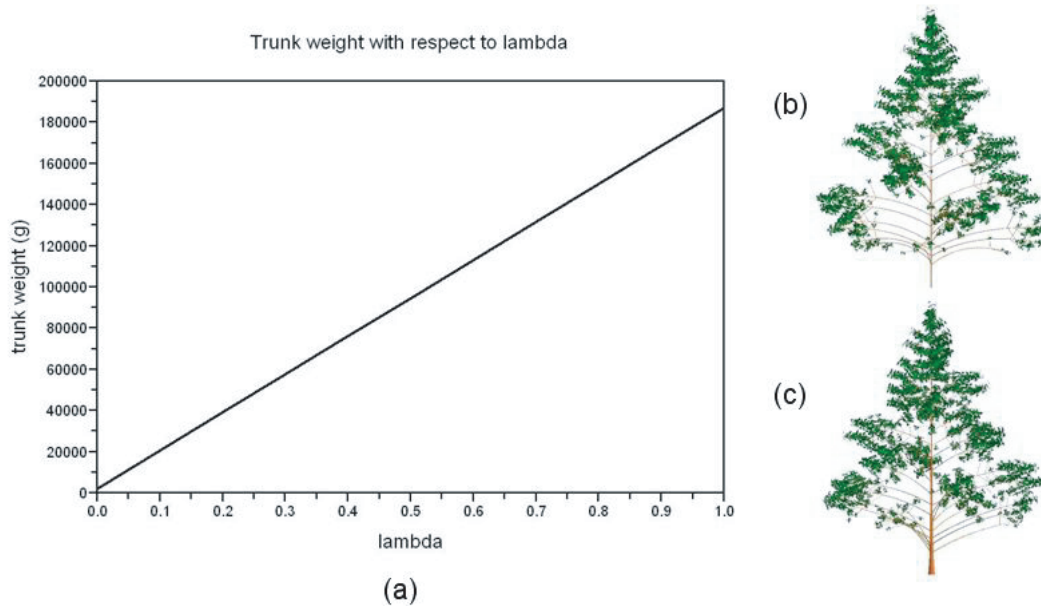 Trunk weight with respect to lambda
200000
180000
160000
140000
120000
100000
80000
60000
40000
20000
0
trunk weight (g)
0.0 0.1 0.2 0.3 0.4 0.5 0.6 0.7 0.8 0.9 1.0
lambda
(a)
(b)
(c)